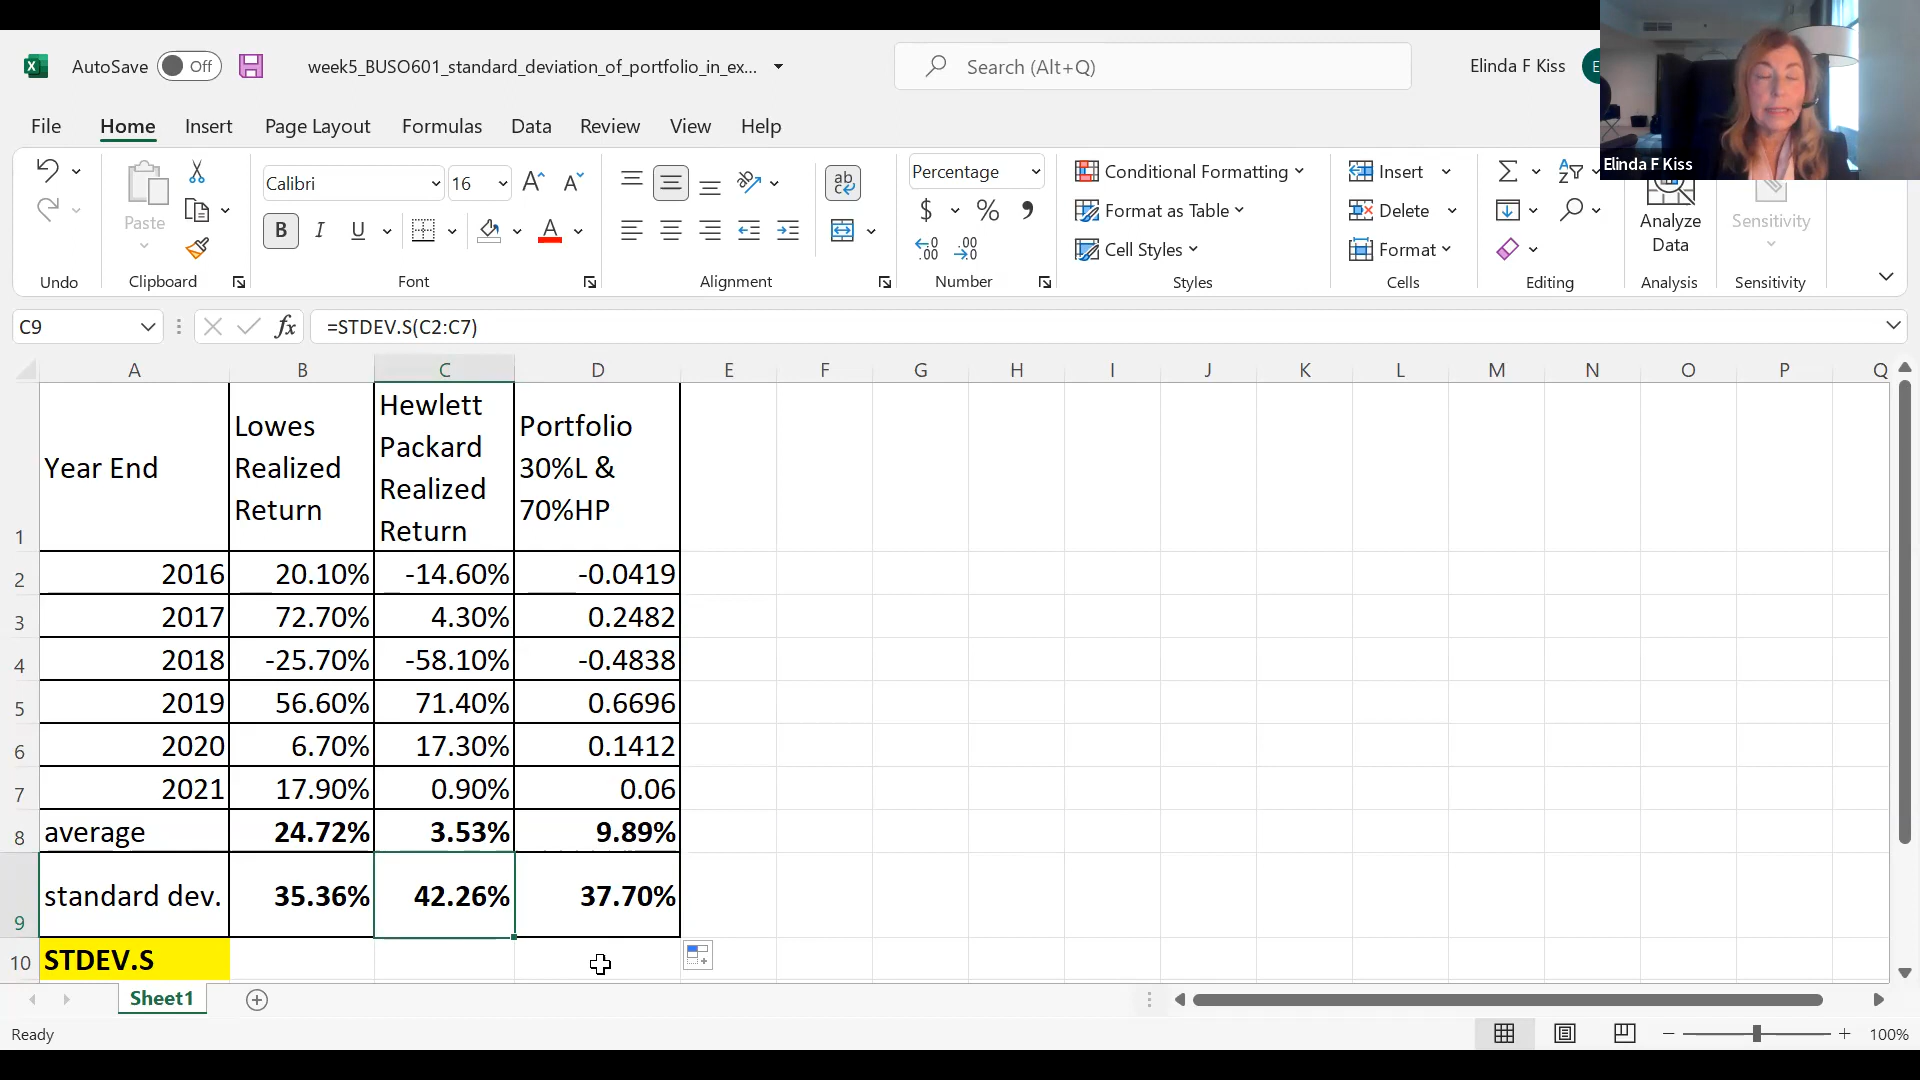 AutoSave Off week5_BUSO601_standard_deviation_of_portfolio_in_ex... Search (Alt+Q) Elinda F Kiss
Elinda F Kiss
File Home Insert Page Layout Formulas Data Review View Help
Calibri 16 Percentage Conditional Formatting Insert
Paste Format as Table Delete
B I U Cell Styles Format
Analyze Data Sensitivity
Undo Clipboard Font Alignment Number Styles Cells Editing Analysis Sensitivity
C9 fx =STDEV.S(C2:C7)
A B C D E F G H I J K L M N O P Q
1 Year End Lowes Realized Return Hewlett Packard Realized Return Portfolio 30%L & 70%HP
2 2016 20.10% -14.60% -0.0419
3 2017 72.70% 4.30% 0.2482
4 2018 -25.70% -58.10% -0.4838
5 2019 56.60% 71.40% 0.6696
6 2020 6.70% 17.30% 0.1412
7 2021 17.90% 0.90% 0.06
8 average 24.72% 3.53% 9.89%
9 standard dev. 35.36% 42.26% 37.70%
10 STDEV.S
Sheet1
Ready 100%